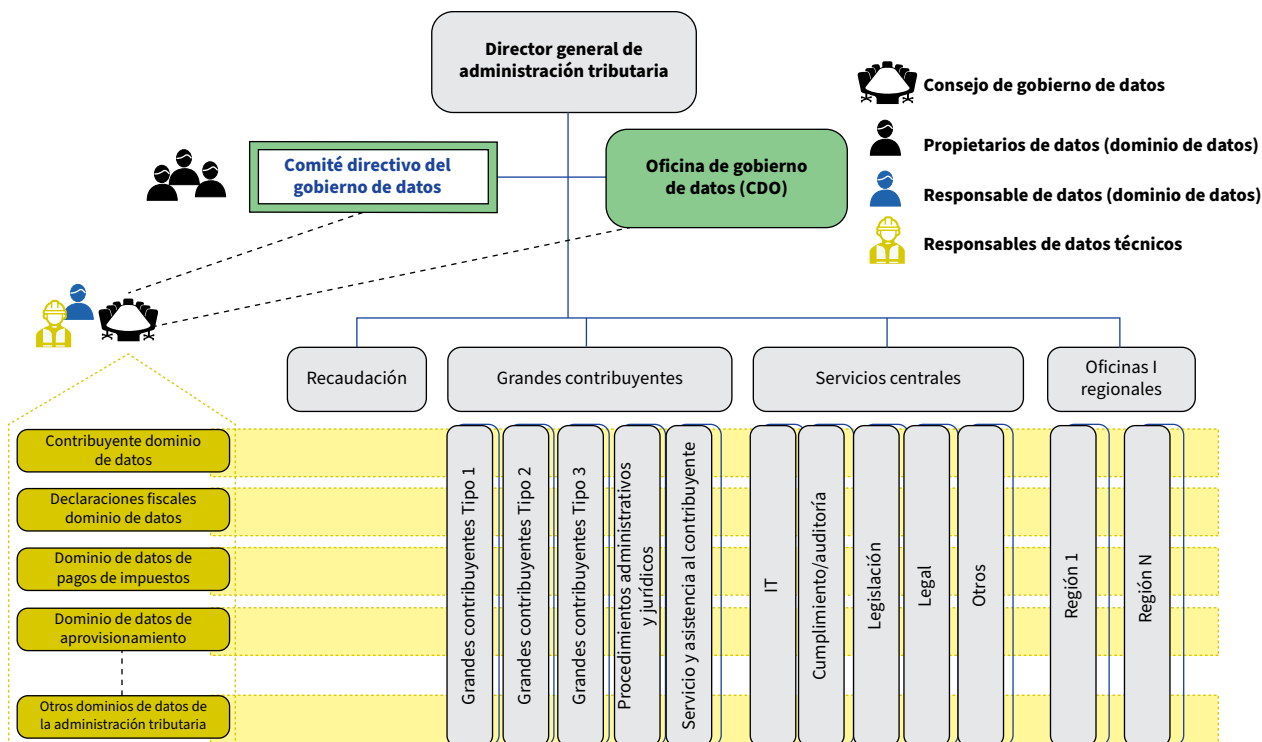 Director general de
administración tributaria
Consejo de gobierno de datos
Propietarios de datos (dominio de datos)
Responsable de datos (dominio de datos)
Responsables de datos técnicos
Comité directivo del
gobierno de datos
Oficina de gobierno
de datos (CDO)
Recaudación
Grandes contribuyentes
Servicios centrales
Oficinas I
regionales
Contribuyente dominio
de datos
Declaraciones fiscales
dominio de datos
Dominio de datos de
pagos de impuestos
Dominio de datos de
aprovisionamiento
Otros dominios de datos de
la administración tributaria
Grandes contribuyentes Tipo 1
Grandes contribuyentes Tipo 2
Grandes contribuyentes Tipo 3
Procedimientos administrativos
y jurídicos
Servicio y asistencia al contribuyente
IT
Cumplimiento/auditoría
Legislación
Legal
Otros
Región 1
Región N